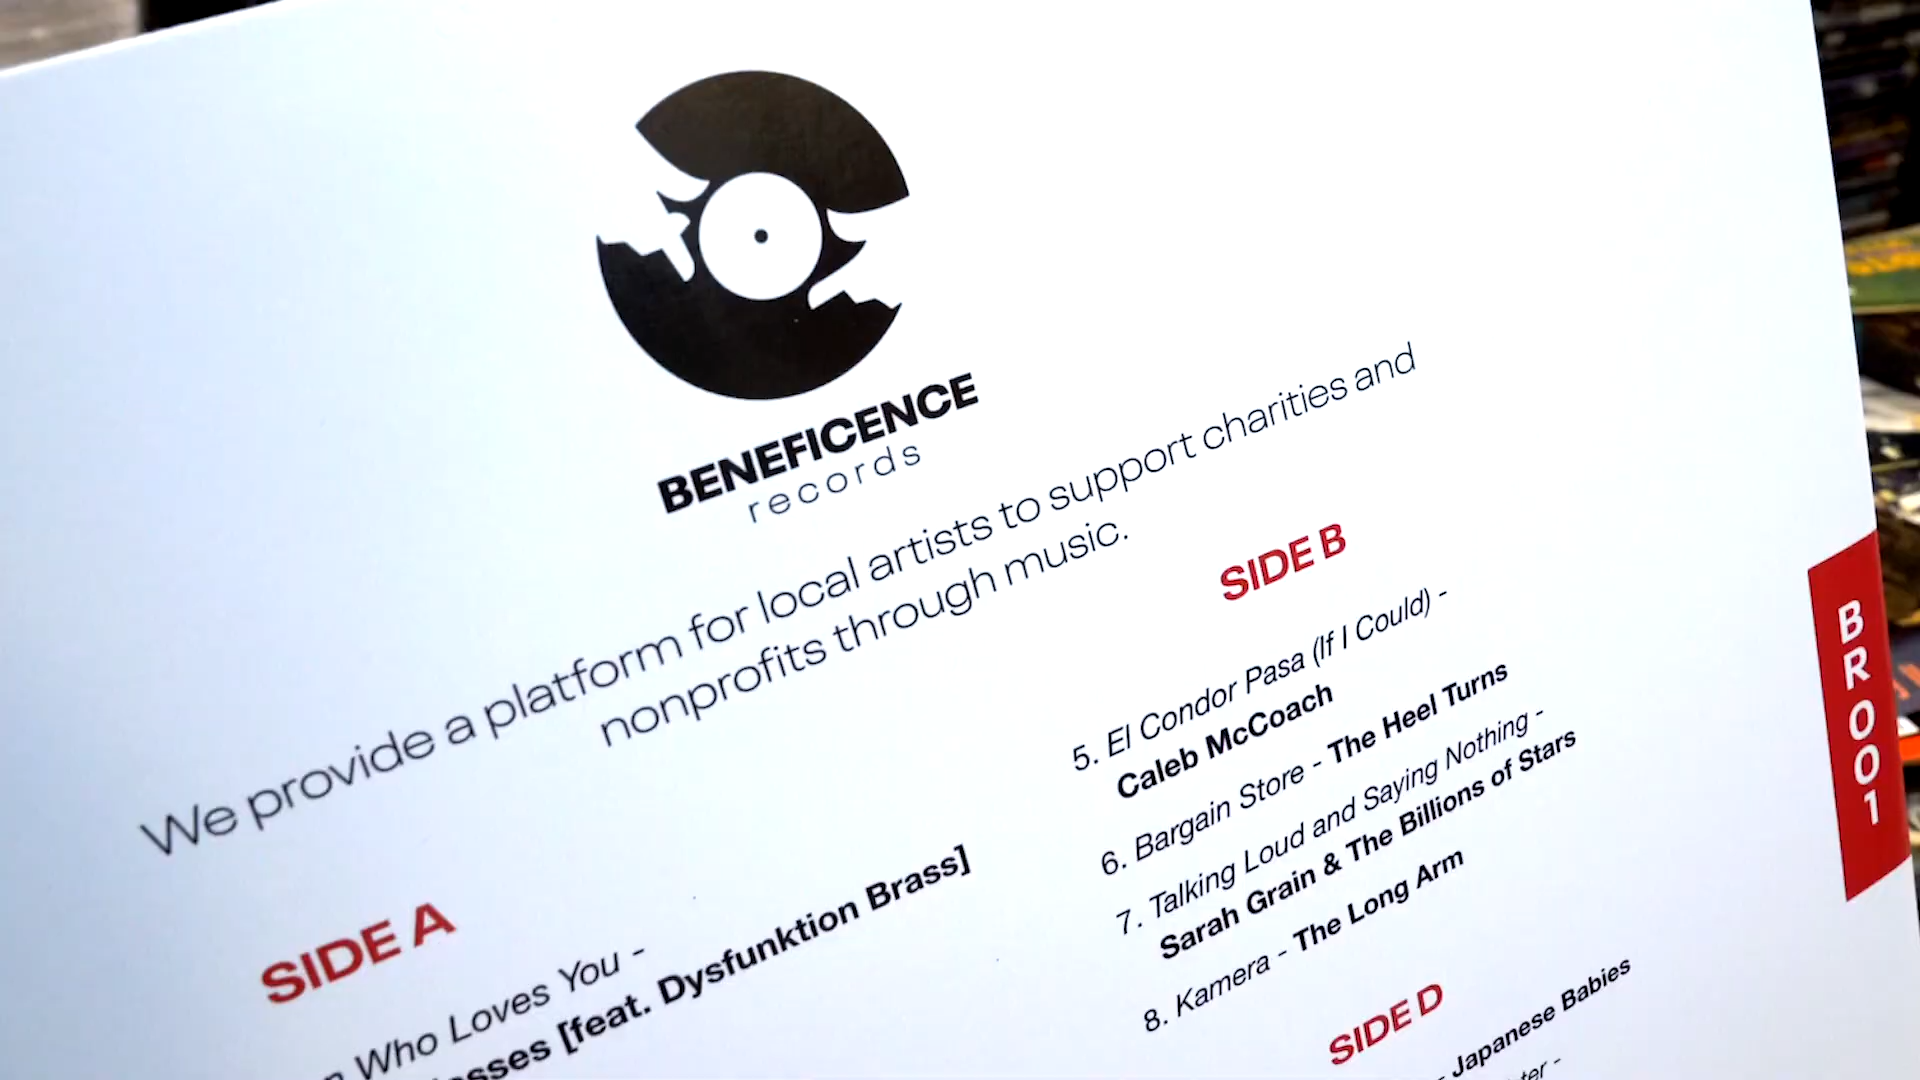 BENEFICENCE
records
We provide a platform for local artists to support charities and
nonprofits through music.
SIDE A
Who Loves You -
[feat. Dysfunktion Brass]
SIDE B
5. El Condor Pasa (If I Could) -
Caleb McCoach
6. Bargain Store - The Heel Turns
7. Talking Loud and Saying Nothing -
Sarah Grain & The Billions of Stars
8. Kamera - The Long Arm
SIDE D
- Japanese Babies
BR001